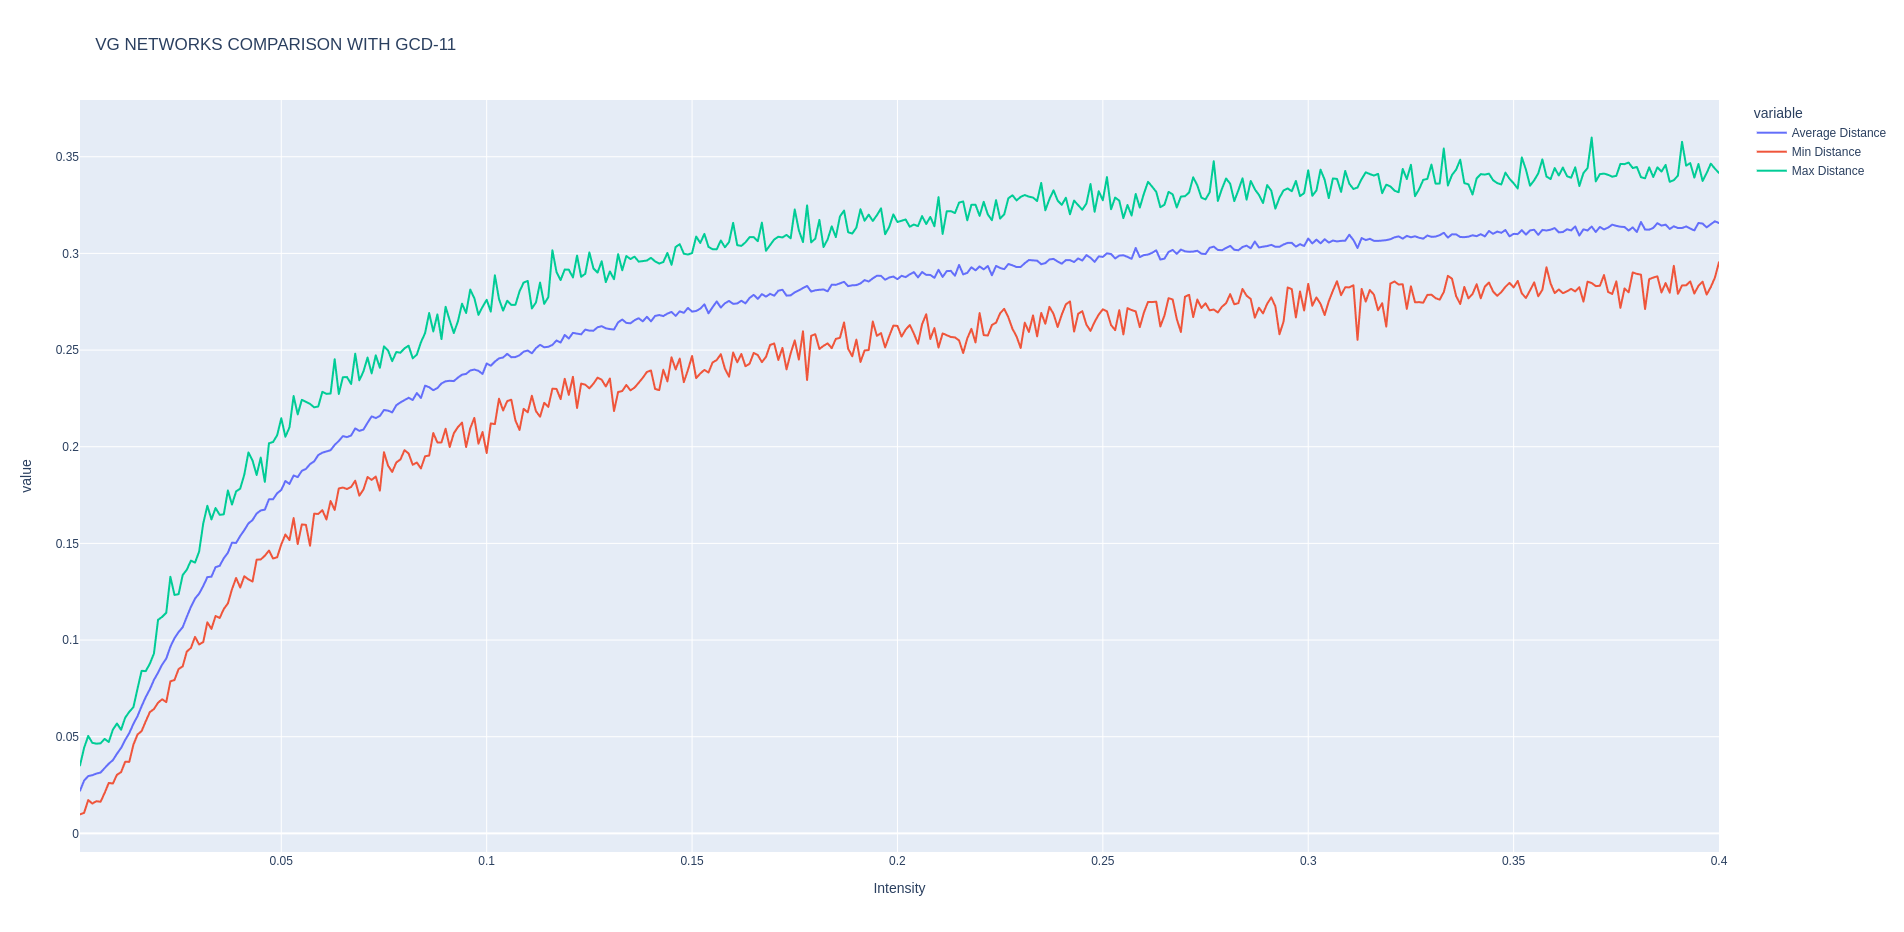 VG NETWORKS COMPARISON WITH GCD-11
variable
Average Distance
Min Distance
Max Distance
value
0.35
0.3
0.25
0.2
0.15
0.1
0.05
0
0.05
0.1
0.15
0.2
0.25
0.3
0.35
0.4
Intensity